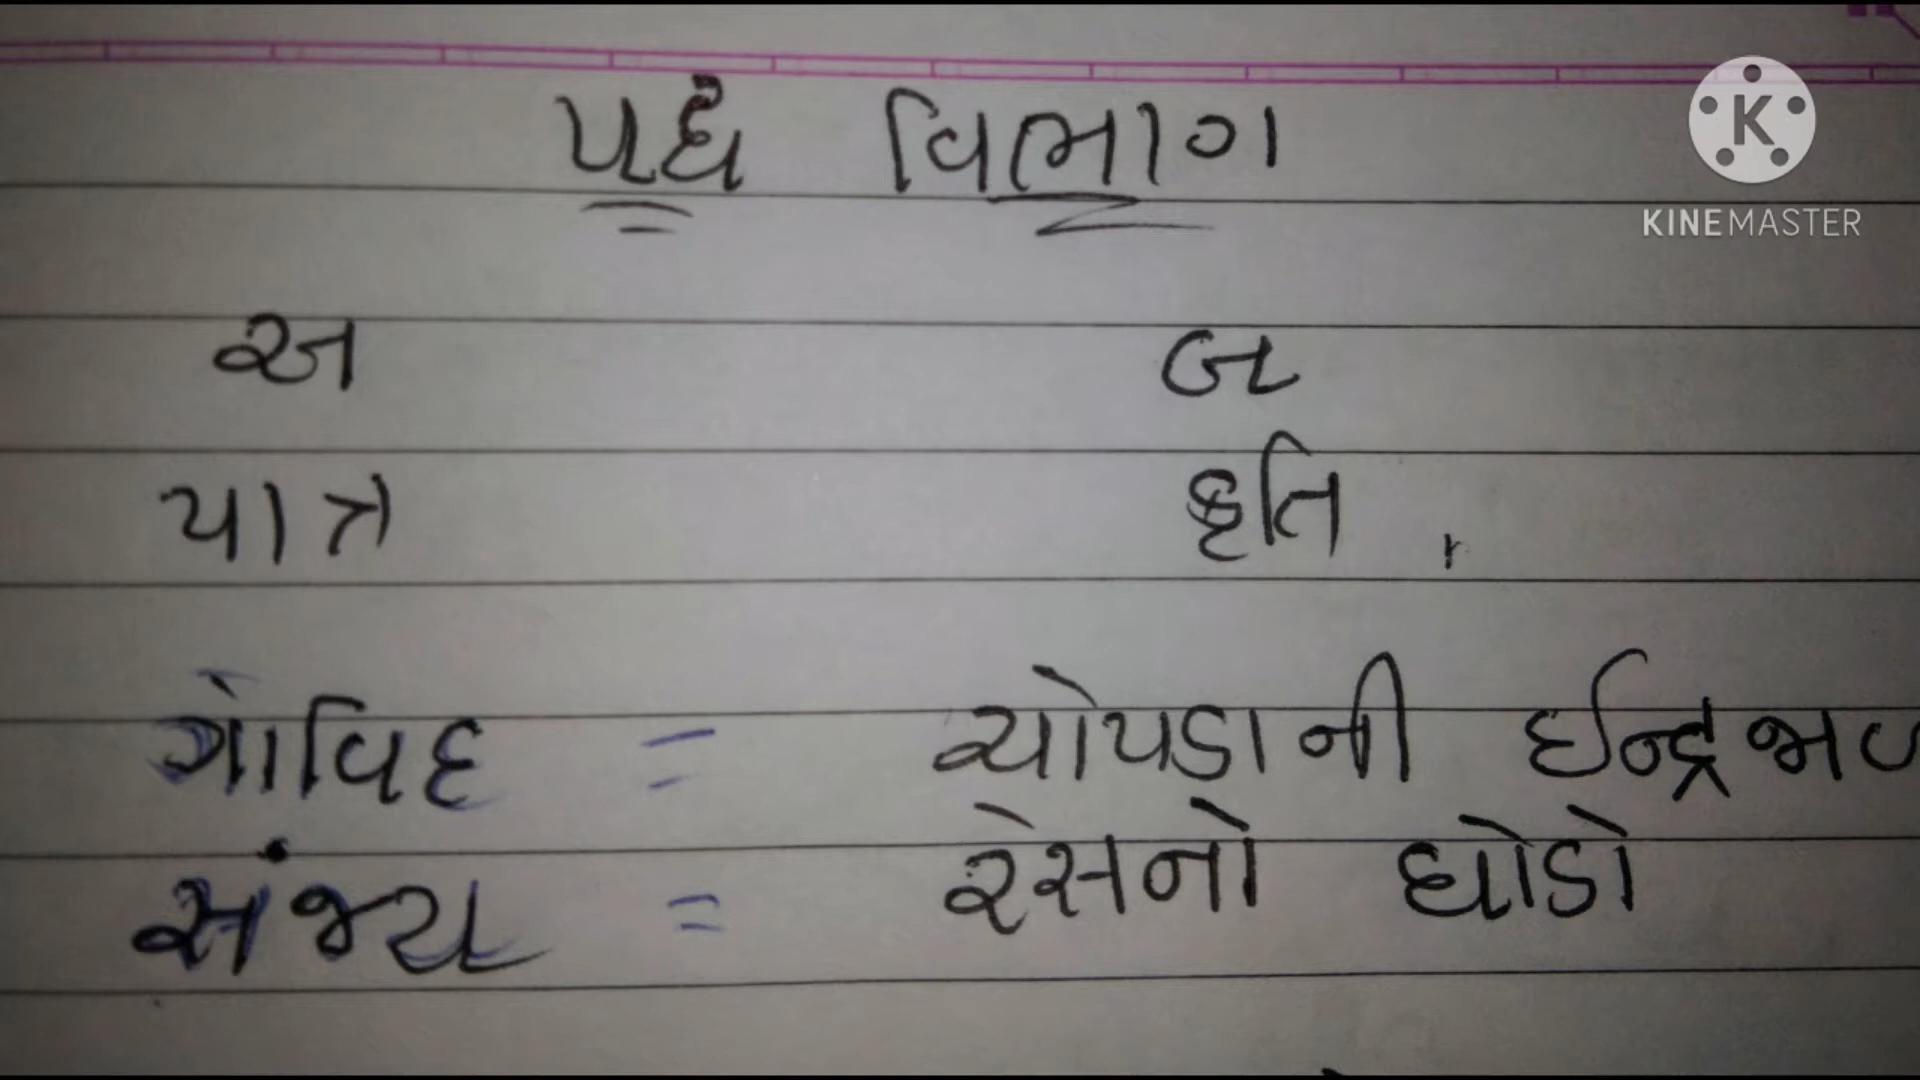 પદ્ય વિભાગ
અ બ
પાત્ર કૃતિ
ગોવિદ = ચોપડાની ઈન્દ્રજાળ
સંજય = રેસનો ઘોડો
KINEMASTER